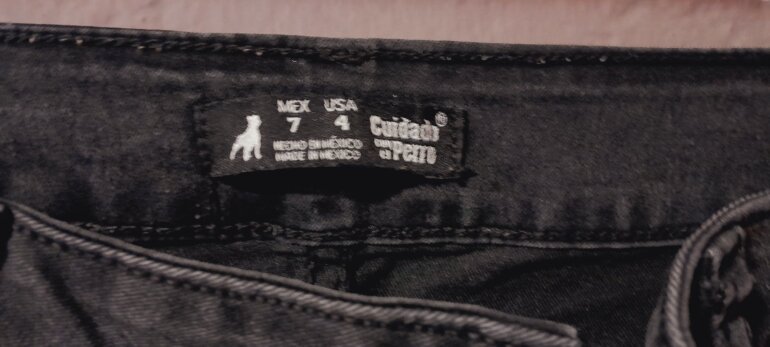 MEX USA
7 4
HECHO EN MÉXICO
MADE IN MEXICO
Cuidado®
con
el Perro